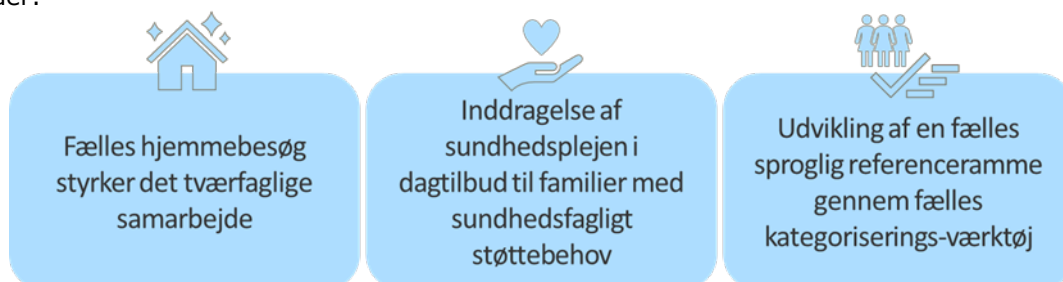 Fælles hjemmebesøg
styrker det tværfaglige
samarbejde
Inddragelse af
sundhedsplejen i
dagtilbud til familier med
sundhedsfagligt
støttebehov
Udvikling af en fælles
sproglig referenceramme
gennem fælles
kategoriserings-værktøj